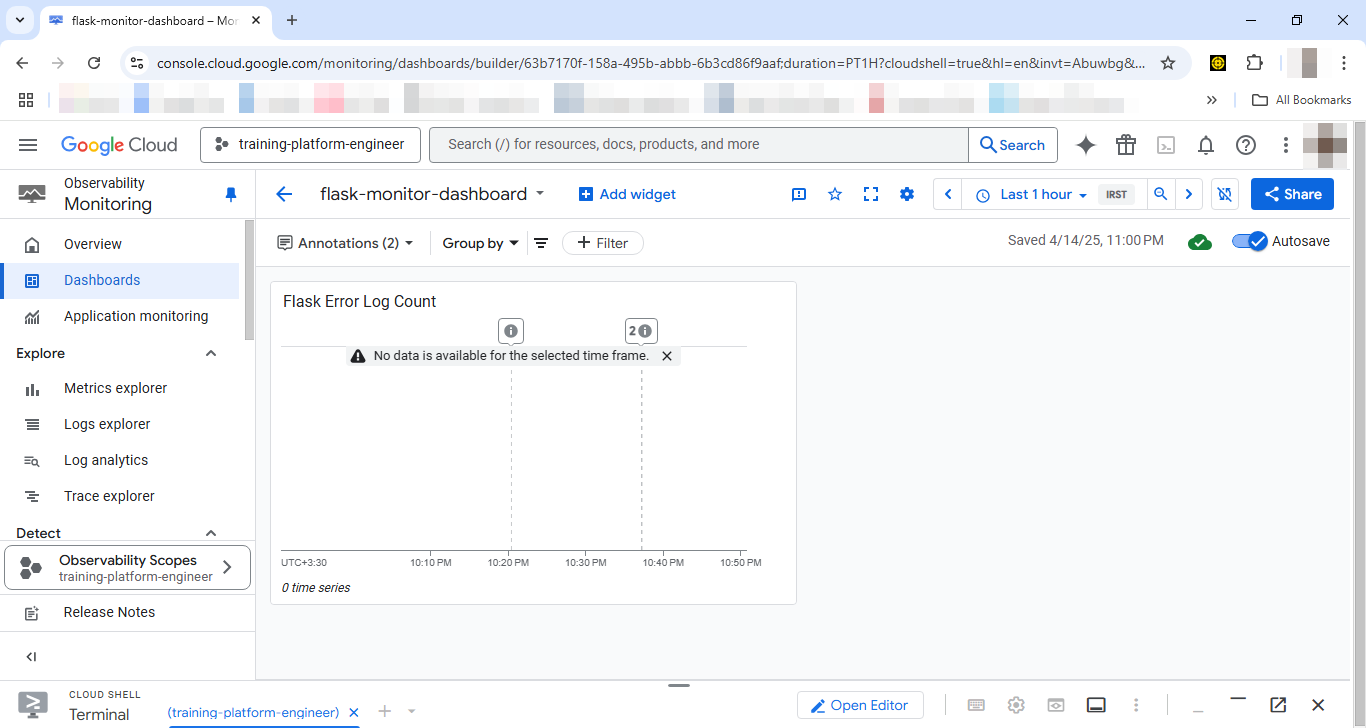 flask-monitor-dashboard – Mon
console.cloud.google.com/monitoring/dashboards/builder/63b7170f-158a-495b-abbb-6b3cd86f9aaf;duration=PT1H?cloudshell=true&hl=en&invt=Abuwbg&...
All Bookmarks
Google Cloud
training-platform-engineer
Search (/) for resources, docs, products, and more
Search
Observability
Monitoring
flask-monitor-dashboard
Add widget
Last 1 hour
IRST
Share
Overview
Dashboards
Application monitoring
Explore
Metrics explorer
Logs explorer
Log analytics
Trace explorer
Detect
Observability Scopes
training-platform-engineer
Release Notes
Annotations (2)
Group by
Filter
Saved 4/14/25, 11:00 PM
Autosave
Flask Error Log Count
2
No data is available for the selected time frame.
UTC+3:30
10:10 PM
10:20 PM
10:30 PM
10:40 PM
10:50 PM
0 time series
CLOUD SHELL
Terminal
(training-platform-engineer)
Open Editor